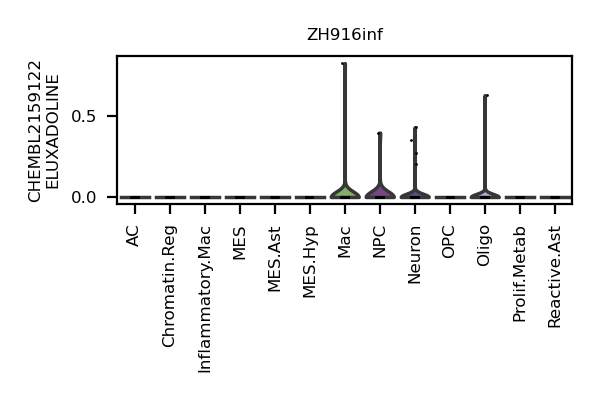 ZH916inf
CHEMBL2159122
ELUXADOLINE
0.5
0.0
AC
Chromatin.Reg
Inflammatory.Mac
MES
MES.Ast
MES.Hyp
Mac
NPC
Neuron
OPC
Oligo
Prolif.Metab
Reactive.Ast